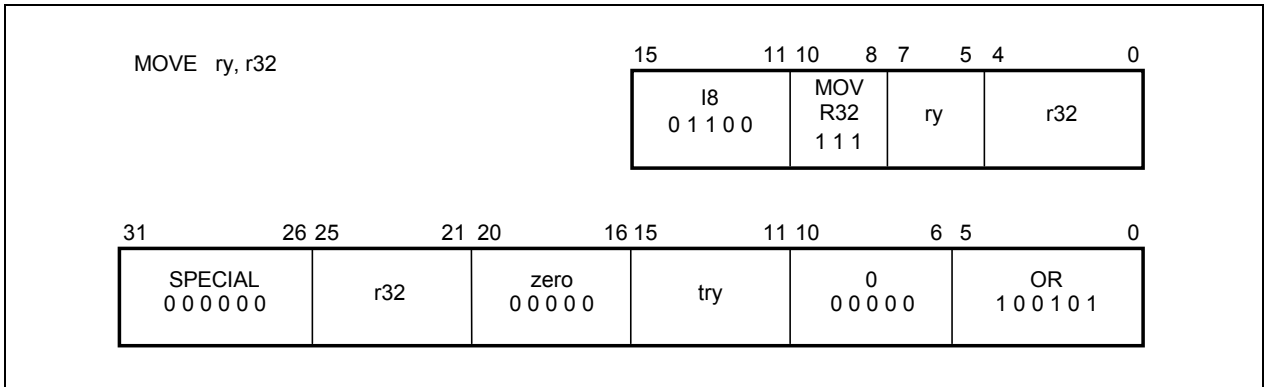 MOVE ry, r32
15 11 10 8 7 5 4 0
I8
0 1 1 0 0
MOV
R32
1 1 1
ry
r32
31 26 25 21 20 16 15 11 10 6 5 0
SPECIAL
0 0 0 0 0 0
r32
zero
0 0 0 0 0
try
0
0 0 0 0 0
OR
1 0 0 1 0 1